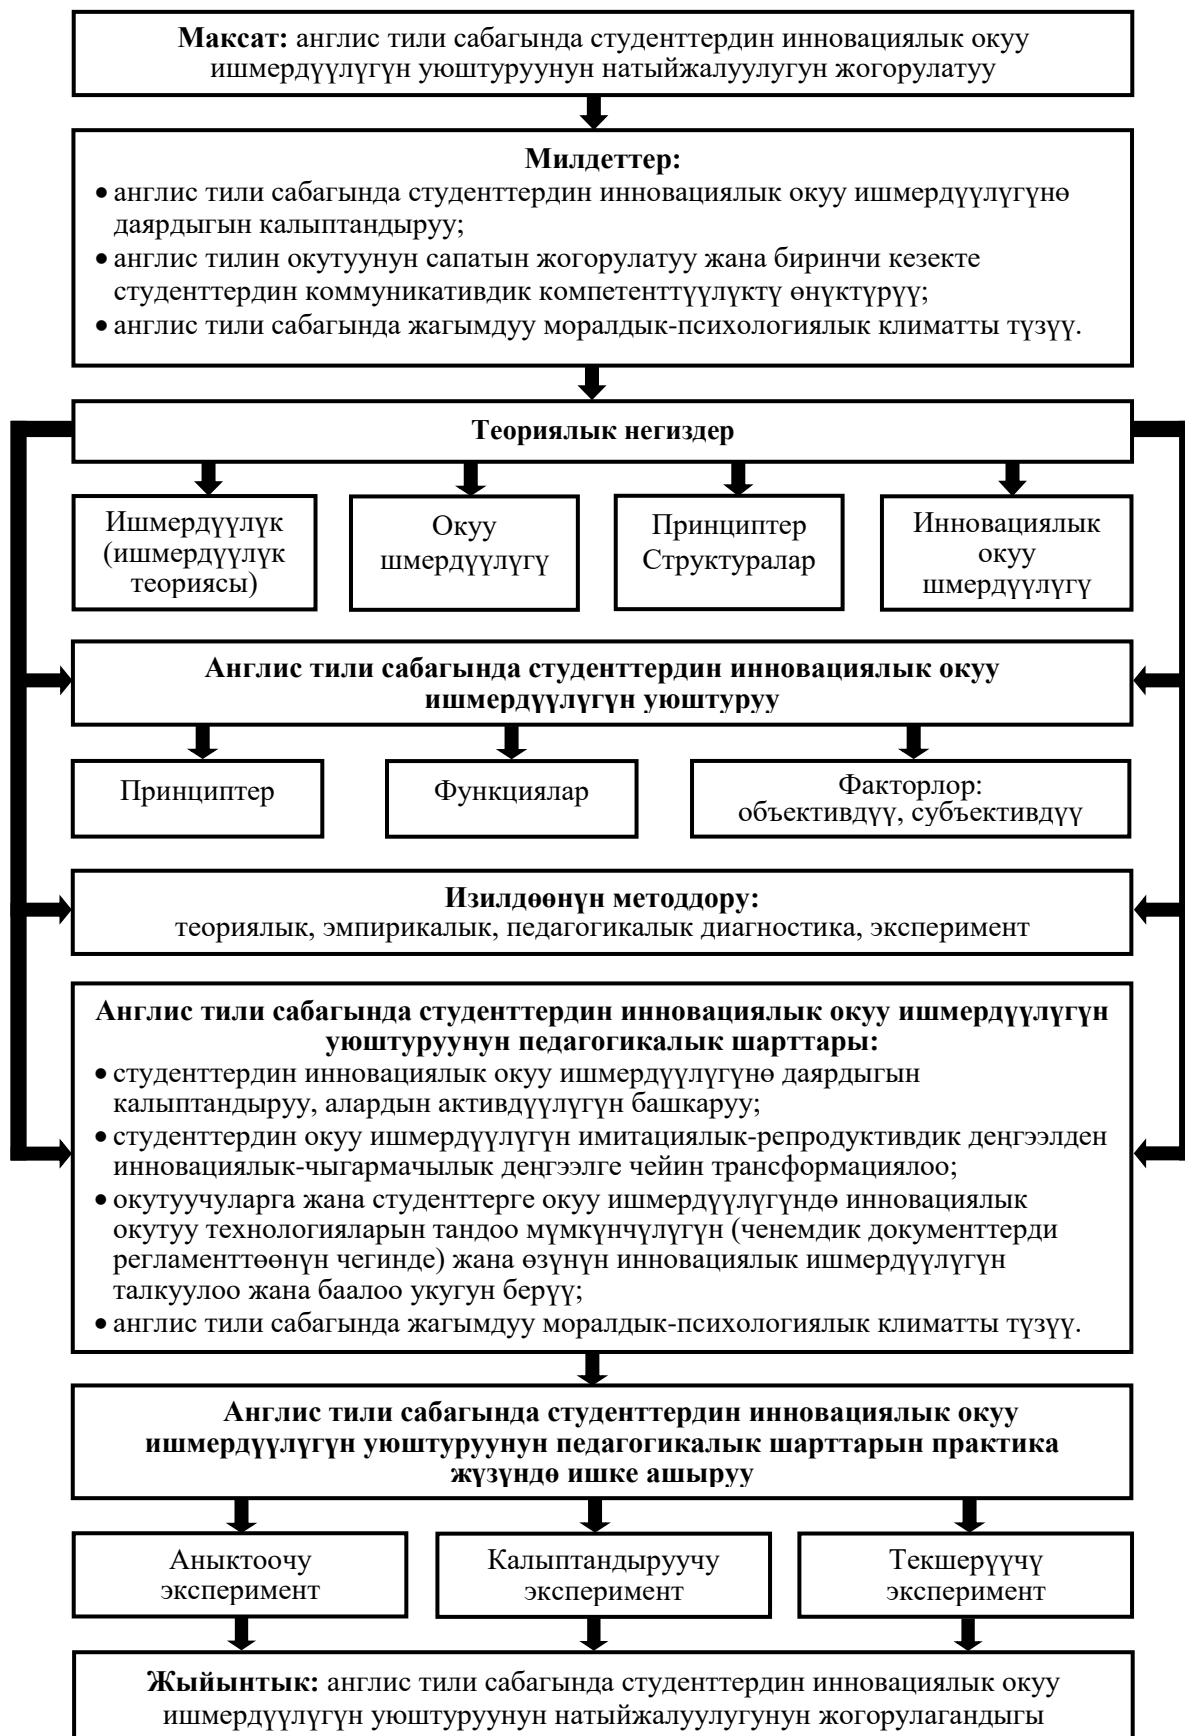 Максат: англис тили сабагында студенттердин инновациялык окуу
ишмердүүлүгүн уюштуруунун натыйжалуулугун жогорулатуу
Милдеттер:
• англис тили сабагында студенттердин инновациялык окуу ишмердүүлүгүнө
даярдыгын калыптандыруу;
• англис тилин окутуунун сапатын жогорулатуу жана биринчи кезекте
студенттердин коммуникативдик компетенттүүлүктү өнүктүрүү;
• англис тили сабагында жагымдуу моралдык-психологиялык климатты түзүү.
Теориялык негиздер
Ишмердүүлүк
(ишмердүүлүк
теориясы)
Окуу
шмердүүлүгү
Принциптер
Структуралар
Инновациялык
окуу
шмердүүлүгү
Англис тили сабагында студенттердин инновациялык окуу
ишмердүүлүгүн уюштуруу
Принциптер
Функциялар
Факторлор:
объективдүү, субъективдүү
Изилдөөнүн методдору:
теориялык, эмпирикалык, педагогикалык диагностика, эксперимент
Англис тили сабагында студенттердин инновациялык окуу ишмердүүлүгүн
уюштуруунун педагогикалык шарттары:
• студенттердин инновациялык окуу ишмердүүлүгүнө даярдыгын
калыптандыруу, алардын активдүүлүгүн башкаруу;
• студенттердин окуу ишмердүүлүгүн имитациялык-репродуктивдик деңгээлден
инновациялык-чыгармачылык деңгээлге чейин трансформациялоо;
• окутуучуларга жана студенттерге окуу ишмердүүлүгүндө инновациялык
окутуу технологияларын тандоо мүмкүнчүлүгүн (ченемдик документтерди
регламенттөөнүн чегинде) жана өзүнүн инновациялык ишмердүүлүгүн
талкуулоо жана баалоо укугун берүү;
• англис тили сабагында жагымдуу моралдык-психологиялык климатты түзүү.
Англис тили сабагында студенттердин инновациялык окуу
ишмердүүлүгүн уюштуруунун педагогикалык шарттарын практика
жүзүндө ишке ашыруу
Аныктоочу
эксперимент
Калыптандыруучу
эксперимент
Текшерүүчү
эксперимент
Жыйынтык: англис тили сабагында студенттердин инновациялык окуу
ишмердүүлүгүн уюштуруунун натыйжалуулугунун жогорулагандыгы